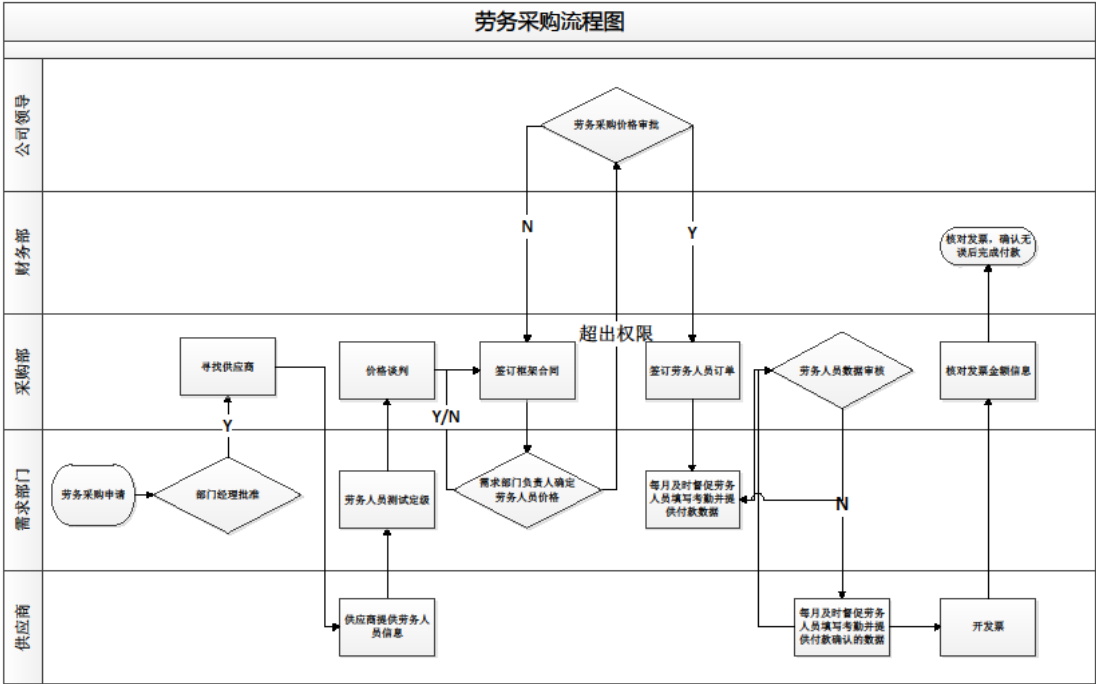 劳务采购流程图
公司领导
劳务采购价格审批
N
Y
财务部
核对发票，确认无
误后完成付款
采购部
超出权限
寻找供应商
价格谈判
签订框架合同
签订劳务人员订单
劳务人员数据审核
核对发票金额信息
Y
Y/N
需求部门
劳务采购申请
部门经理批准
劳务人员测试定级
需求部门负责人确定
劳务人员价格
每月及时督促劳务
人员填写考勤并提
供付款数据
N
供应商
供应商提供劳务人
员信息
每月及时督促劳务
人员填写考勤并提
供付款确认的数据
开发票